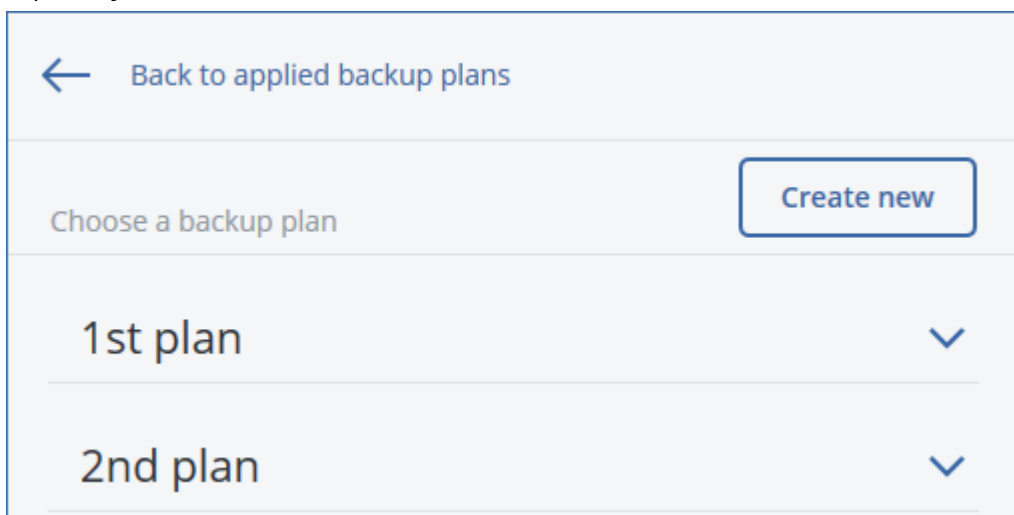 Back to applied backup plans
Choose a backup plan
Create new
1st plan
2nd plan